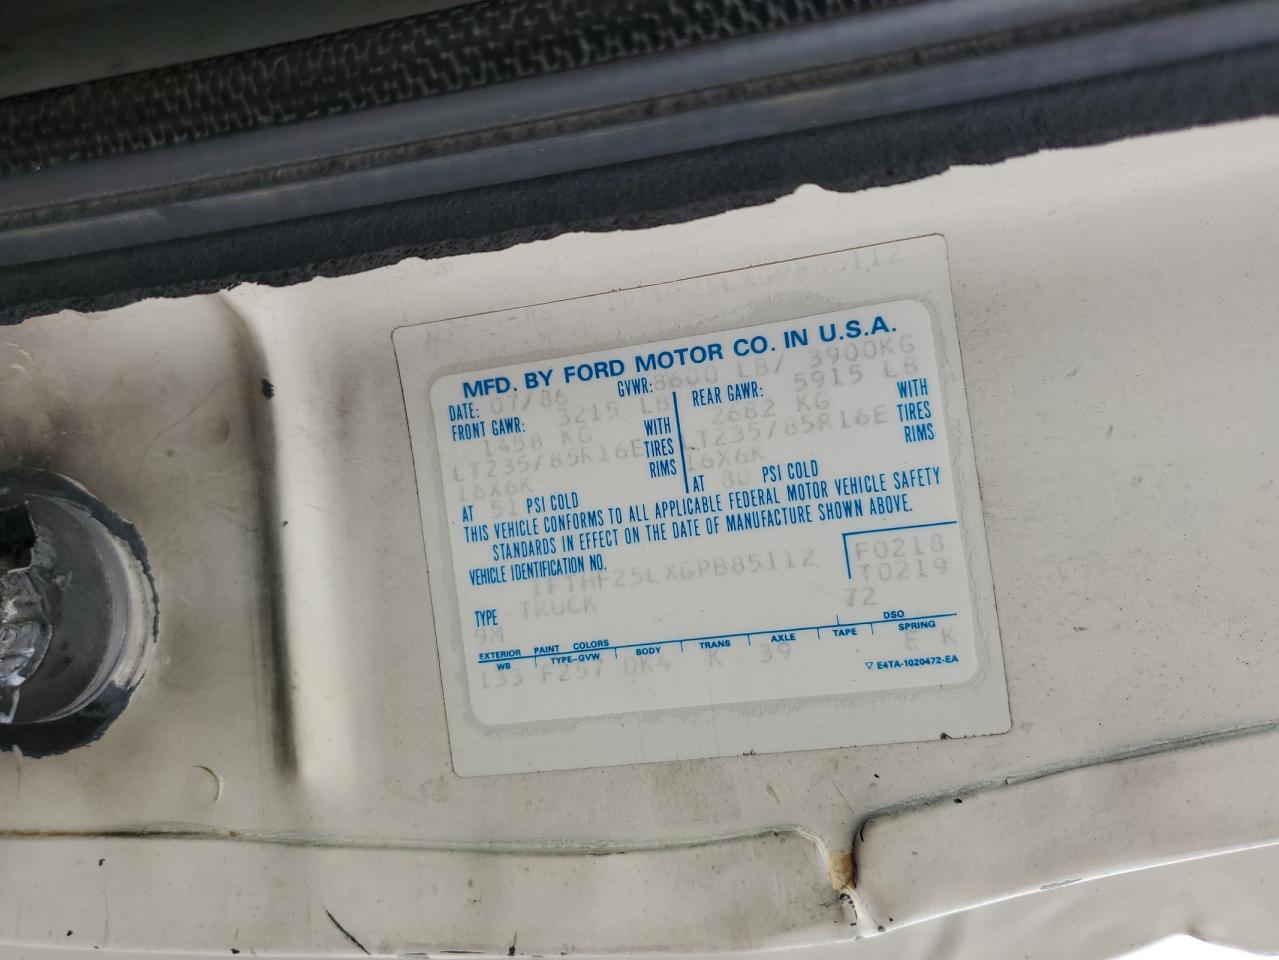 1FTHF25LXGPB85112
MFD. BY FORD MOTOR CO. IN U.S.A.
DATE: 07/86 GVWR: 8600 LB/ 3900KG
FRONT GAWR: 3215 LB REAR GAWR: 5915 LB
1458 KG WITH 2682 KG WITH
LT235/85R16E TIRES LT235/85R16E TIRES
16X6K RIMS 16X6K RIMS
AT 51 PSI COLD AT 80 PSI COLD
THIS VEHICLE CONFORMS TO ALL APPLICABLE FEDERAL MOTOR VEHICLE SAFETY
STANDARDS IN EFFECT ON THE DATE OF MANUFACTURE SHOWN ABOVE.
VEHICLE IDENTIFICATION NO. F0218
1FTHF25LXGPB85112 T0219
TYPE TRUCK 72
9M
EXTERIOR PAINT COLORS DSO
WB TYPE-GVW BODY TRANS AXLE TAPE SPRING
133 F257 DK4 K 39 E K
▽ E4TA-1020472-EA